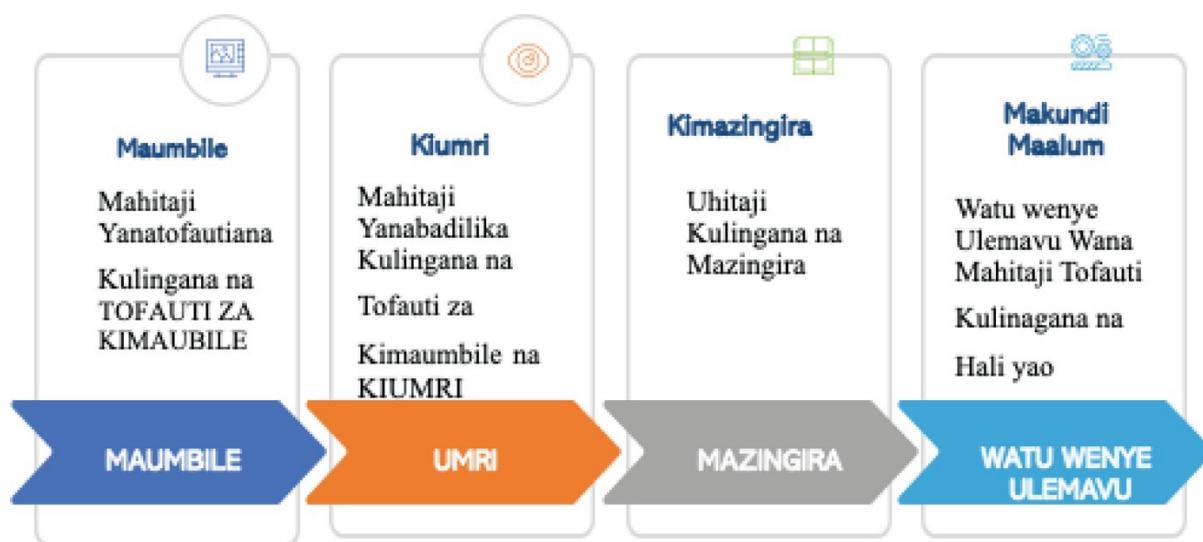 Maumbile
Mahitaji
Yanatofautiana
Kulingana na
TOFAUTI ZA
KIMAUBILE
MAUMBILE
Kiumri
Mahitaji
Yanabadilika
Kulingana na
Tofauti za
Kimaumbile na
KIUMRI
UMRI
Kimazingira
Uhitaji
Kulingana na
Mazingira
MAZINGIRA
Makundi
Maalum
Watu wenye
Ulemavu Wana
Mahitaji Tofauti
Kulinagana na
Hali yao
WATU WENYE
ULEMAVU